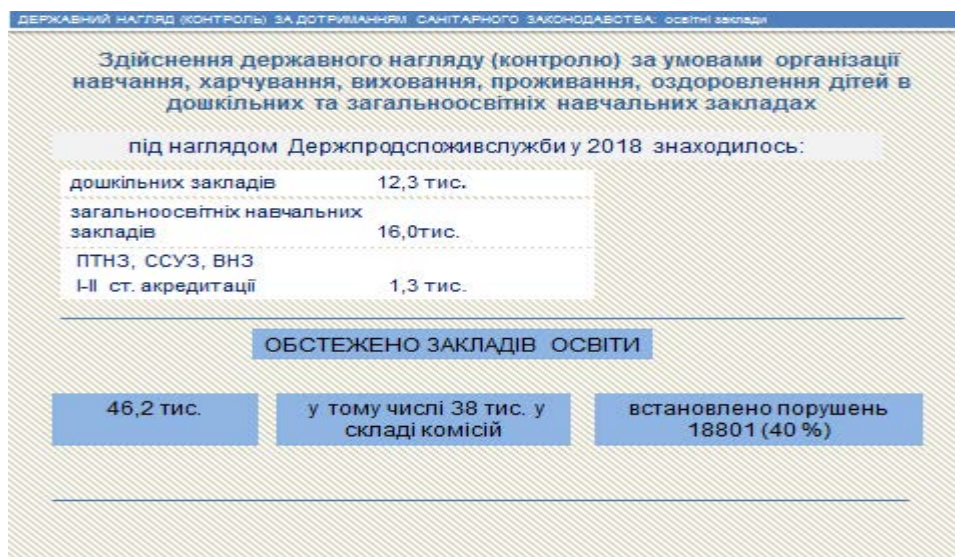 ДЕРЖАВНИЙ НАГЛЯД (КОНТРОЛЬ) ЗА ДОТРИМАННЯМ САНІТАРНОГО ЗАКОНОДАВСТВА: освітні заклади
Здійснення державного нагляду (контролю) за умовами організації
навчання, харчування, виховання, проживання, оздоровлення дітей в
дошкільних та загальноосвітніх навчальних закладах
під наглядом Держпродспоживслужби у 2018 знаходилось:
дошкільних закладів 12,3 тис.
загальноосвітніх навчальних
закладів 16,0тис.
ПТНЗ, ССУЗ, ВНЗ
І-ІІ ст. акредитації 1,3 тис.
ОБСТЕЖЕНО ЗАКЛАДІВ ОСВІТИ
46,2 тис.
у тому числі 38 тис. у
складі комісій
встановлено порушень
18801 (40 %)